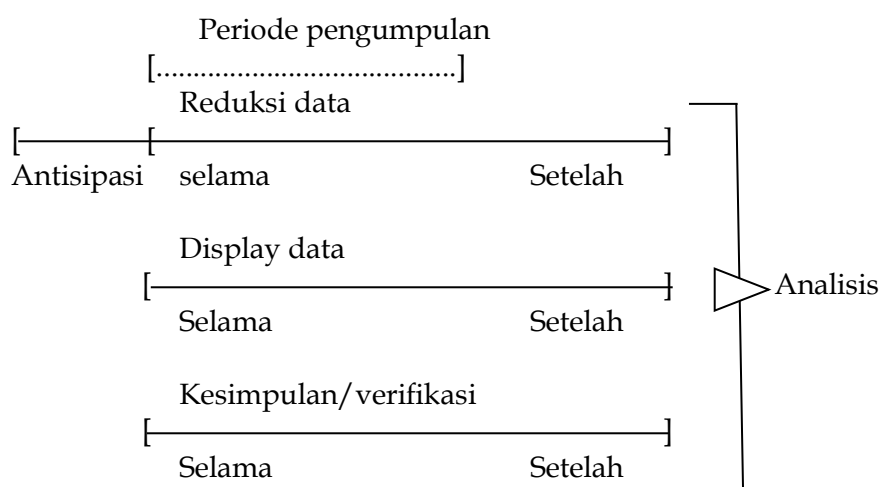 Periode pengumpulan
[........................................]
Reduksi data
Antisipasi selama Setelah
Display data
Analisis
Selama Setelah
Kesimpulan/verifikasi
Selama Setelah